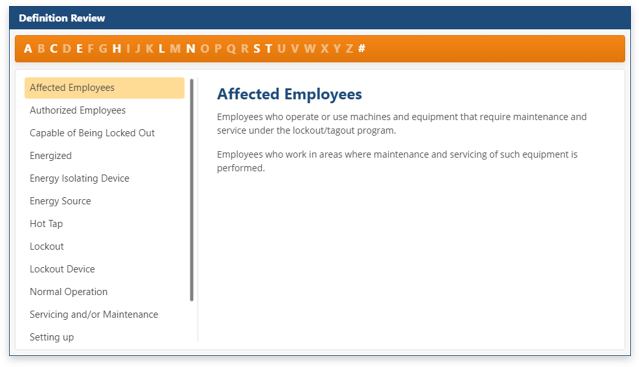 Definition Review
A B C D E F G H I J K L M N O P Q R S T U V W X Y Z #
Affected Employees
Authorized Employees
Capable of Being Locked Out
Energized
Energy Isolating Device
Energy Source
Hot Tap
Lockout
Lockout Device
Normal Operation
Servicing and/or Maintenance
Setting up
Affected Employees
Employees who operate or use machines and equipment that require maintenance and
service under the lockout/tagout program.
Employees who work in areas where maintenance and servicing of such equipment is
performed.